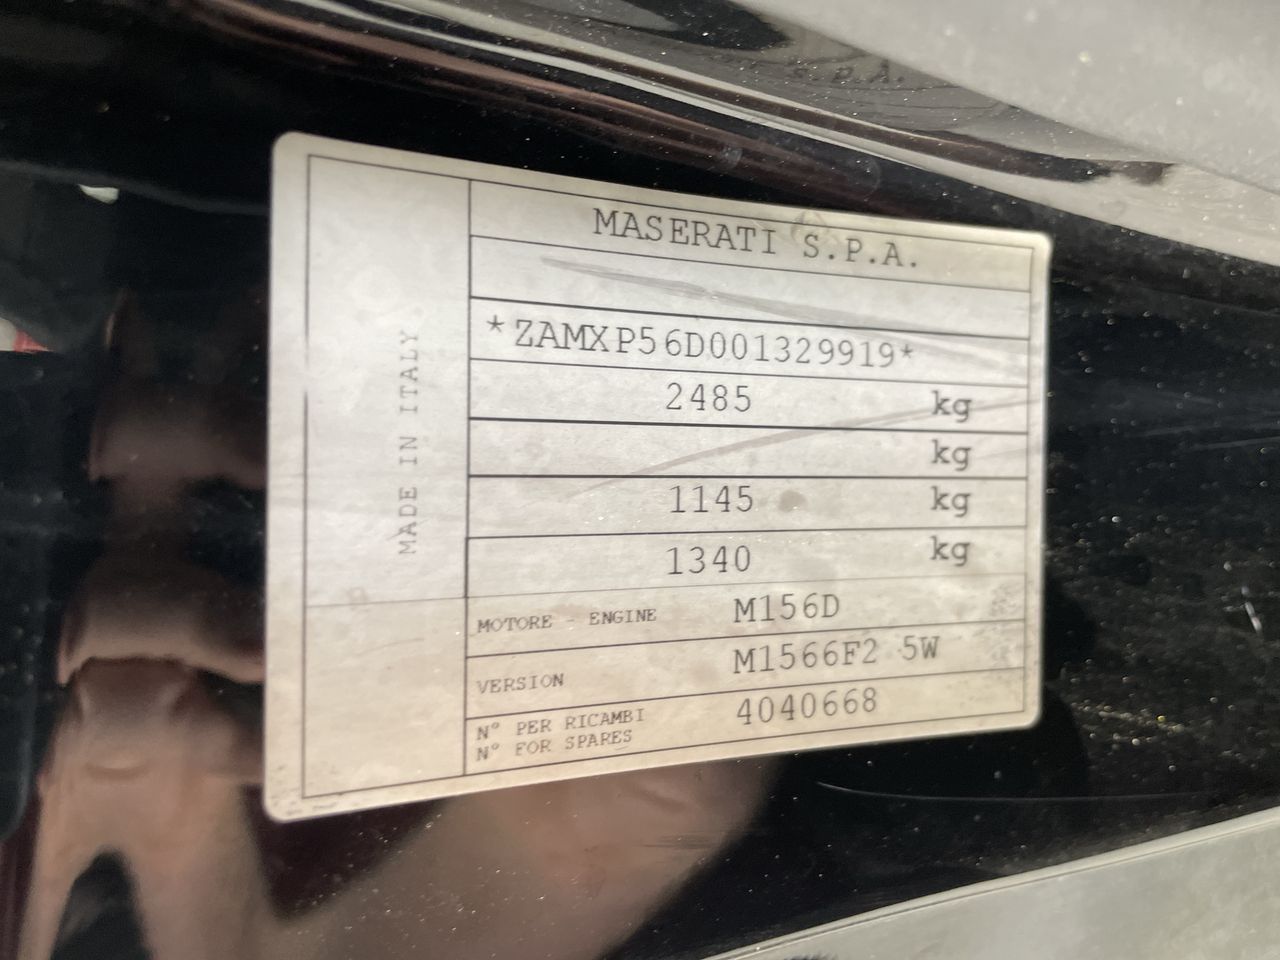 MASERATI S.P.A.
*ZAMXP56D001329919*
2485 kg
kg
1145 kg
1340 kg
MADE IN ITALY
MOTORE - ENGINE M156D
VERSION M1566F2 5W
N° PER RICAMBI
N° FOR SPARES 4040668